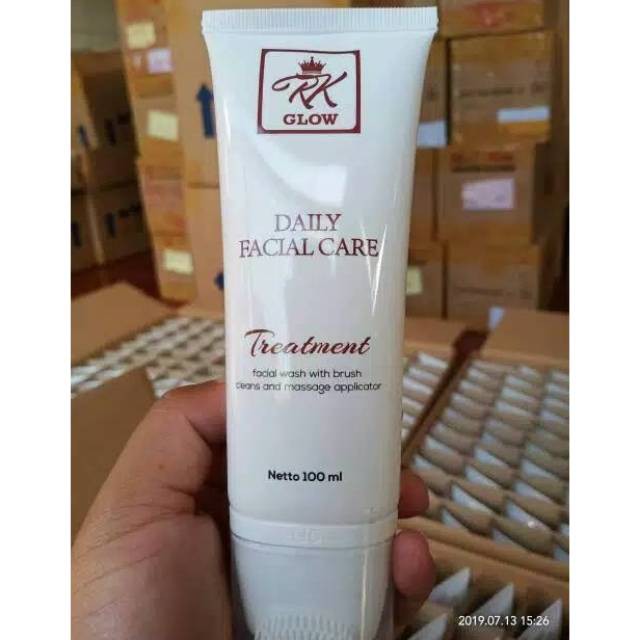 RK
GLOW
DAILY
FACIAL CARE
Treatment
facial wash with brush
cleans and massage applicator
Netto 100 ml
2019.07.13 15:26